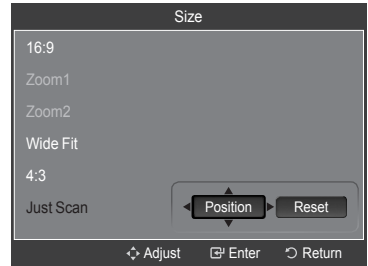 Size
16:9
Zoom1
Zoom2
Wide Fit
4:3
Just Scan
Position
Reset
Adjust Enter Return